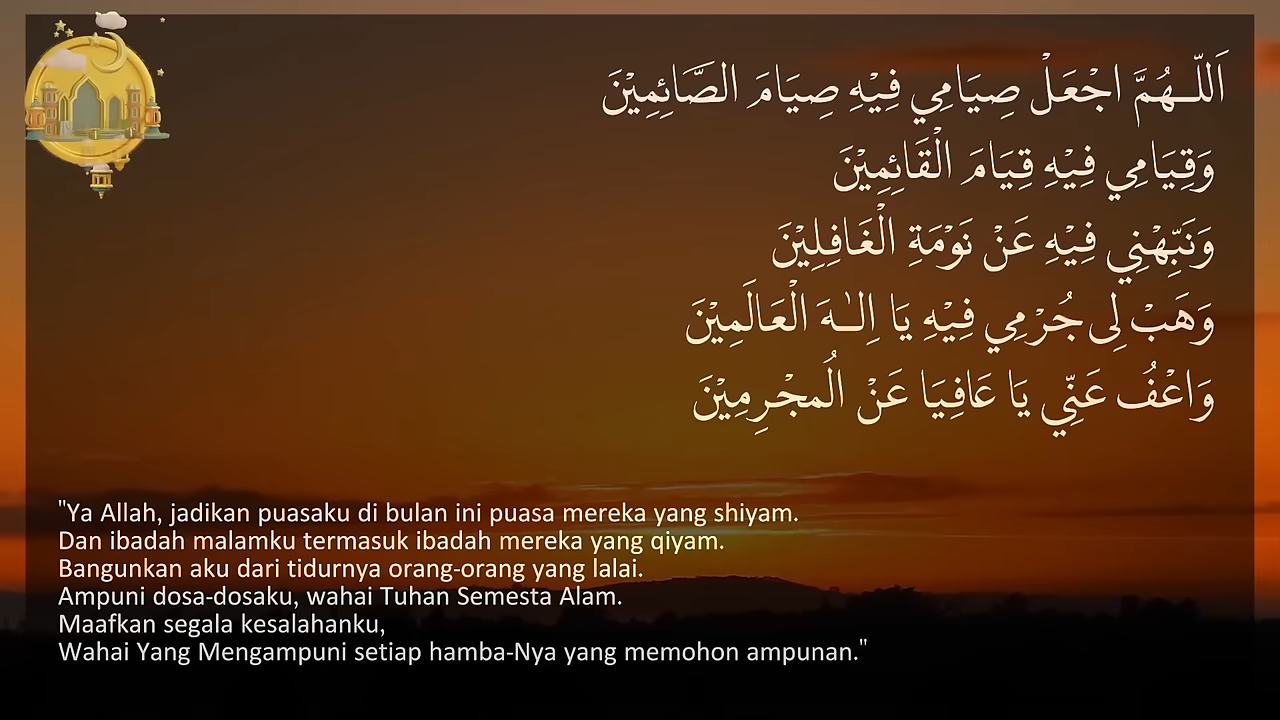 اَللّــهُمَّ اجْعَلْ صِيَامِي فِيْهِ صِيَامَ الصَّائِمِيْنَ
وَقِيَامِي فِيْهِ قِيَامَ الْقَائِمِيْنَ
وَنَبِّهْنِي فِيْهِ عَنْ نَوْمَةِ الْغَافِلِيْنَ
وَهَبْ لِى جُرْمِي فِيْهِ يَا اِلـٰـهَ الْعَالَمِيْنَ
وَاعْفُ عَنِّي يَا عَافِيَا عَنْ الُمجْرِمِيْنَ
"Ya Allah, jadikan puasaku di bulan ini puasa mereka yang shiyam.
Dan ibadah malamku termasuk ibadah mereka yang qiyam.
Bangunkan aku dari tidurnya orang-orang yang lalai.
Ampuni dosa-dosaku, wahai Tuhan Semesta Alam.
Maafkan segala kesalahanku,
Wahai Yang Mengampuni setiap hamba-Nya yang memohon ampunan."